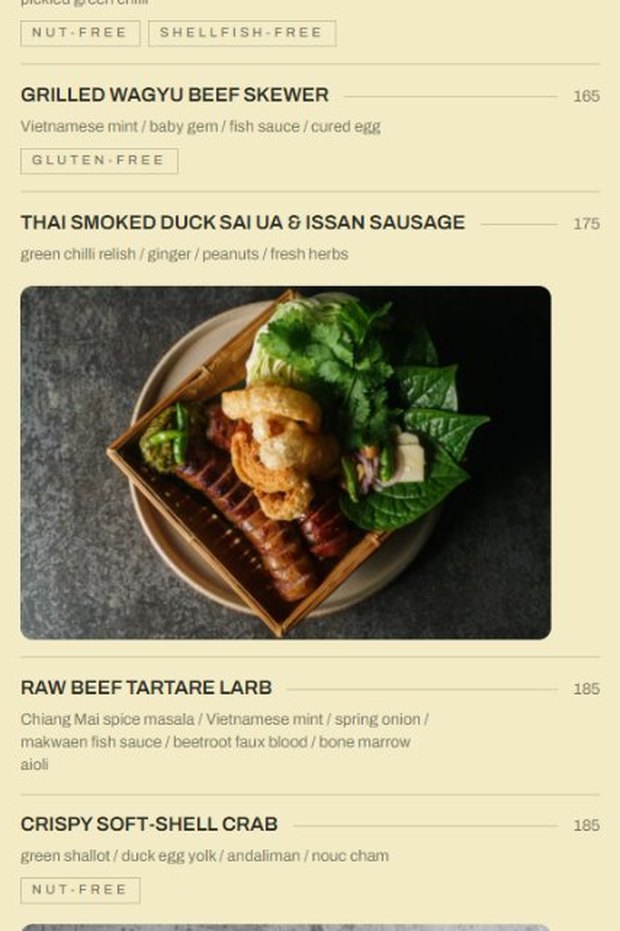 pickled green chilli
NUT-FREE SHELLFISH-FREE
GRILLED WAGYU BEEF SKEWER 165
Vietnamese mint / baby gem / fish sauce / cured egg
GLUTEN-FREE
THAI SMOKED DUCK SAI UA & ISSAN SAUSAGE 175
green chilli relish / ginger / peanuts / fresh herbs
RAW BEEF TARTARE LARB 185
Chiang Mai spice masala / Vietnamese mint / spring onion /
makwaen fish sauce / beetroot faux blood / bone marrow
aioli
CRISPY SOFT-SHELL CRAB 185
green shallot / duck egg yolk / andaliman / nouc cham
NUT-FREE